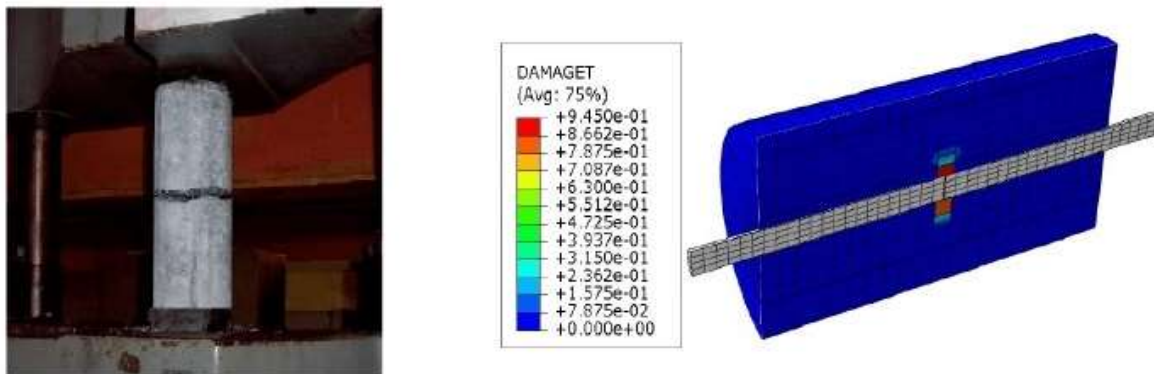 DAMAGET
(Avg: 75%)
+9.450e-01
+8.662e-01
+7.875e-01
+7.087e-01
+6.300e-01
+5.512e-01
+4.725e-01
+3.937e-01
+3.150e-01
+2.362e-01
+1.575e-01
+7.875e-02
+0.000e+00